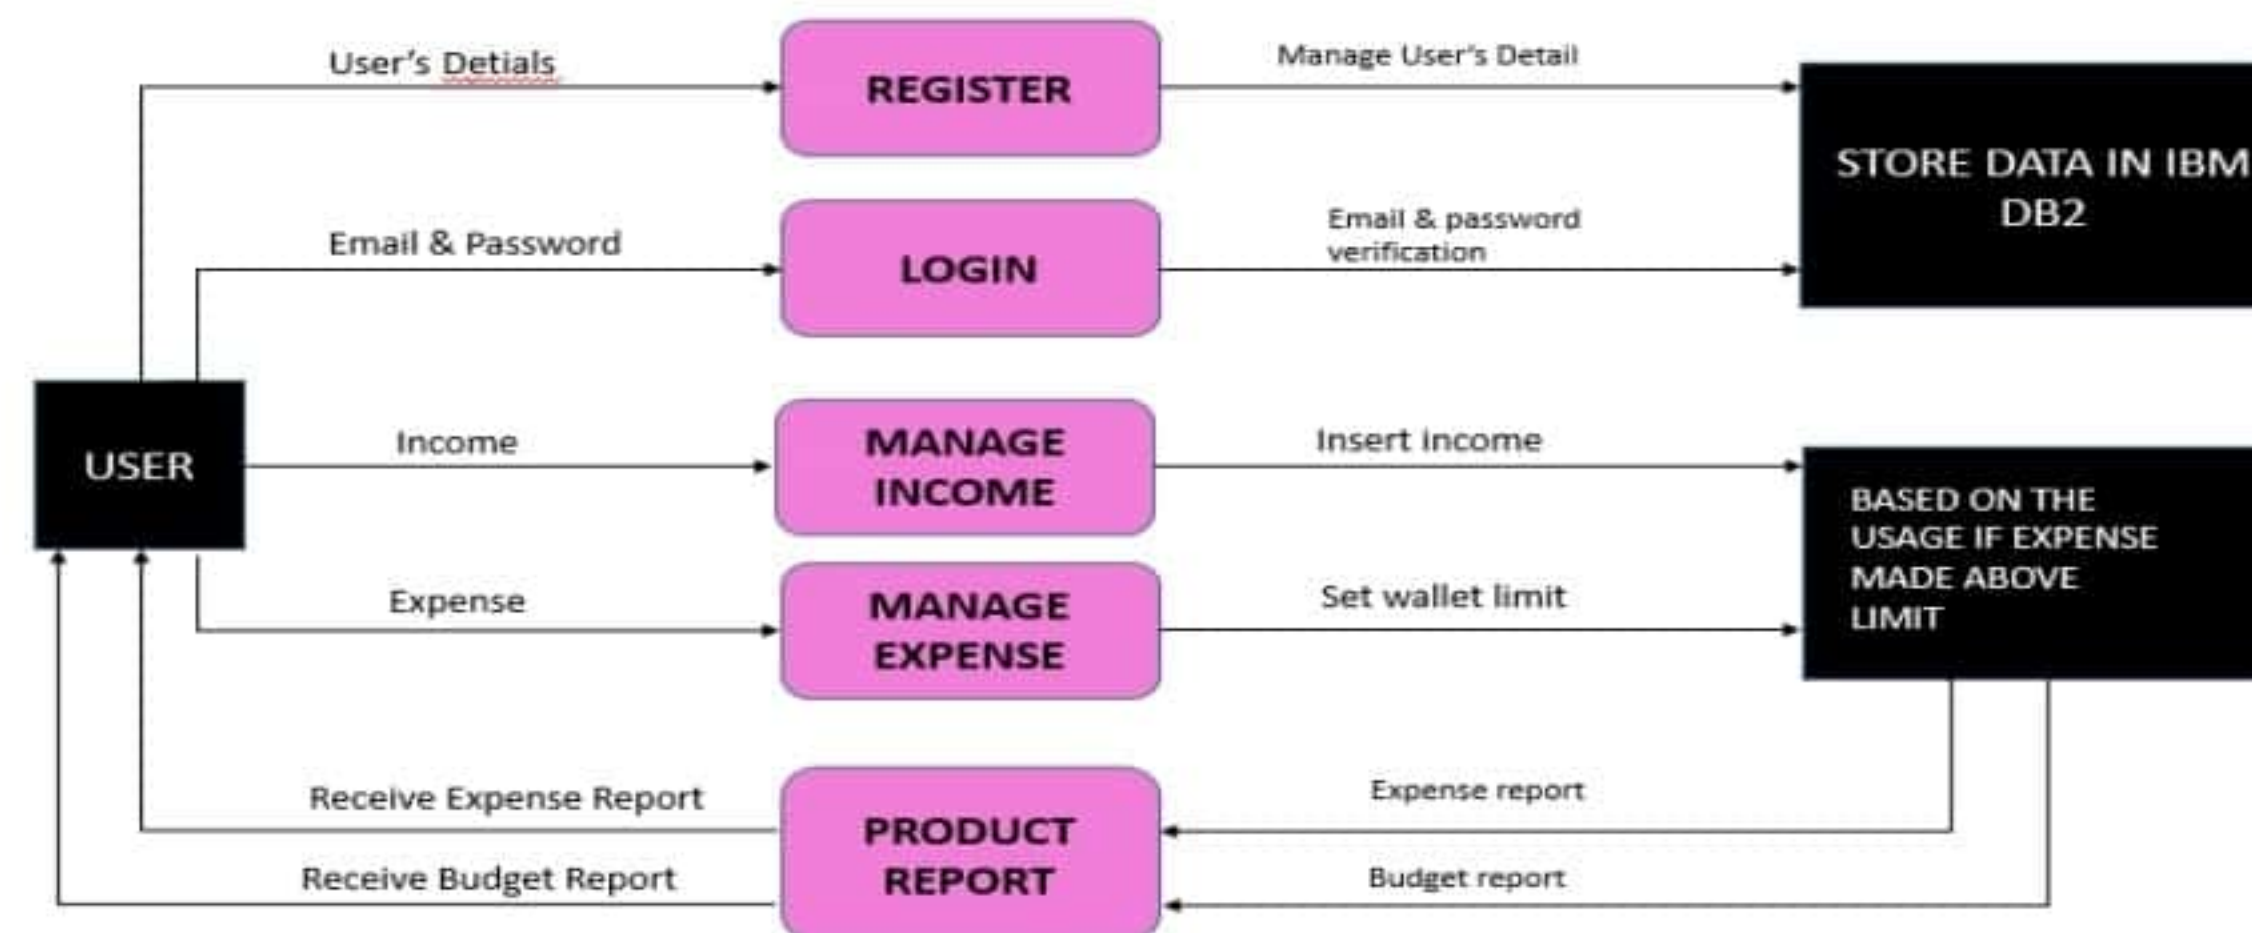 User's Detials
REGISTER
Manage User's Detail
STORE DATA IN IBM
DB2
Email & Password
LOGIN
Email & password
verification
USER
Income
MANAGE
INCOME
Insert income
BASED ON THE
USAGE IF EXPENSE
MADE ABOVE
LIMIT
Expense
MANAGE
EXPENSE
Set wallet limit
Receive Expense Report
Receive Budget Report
PRODUCT
REPORT
Expense report
Budget report